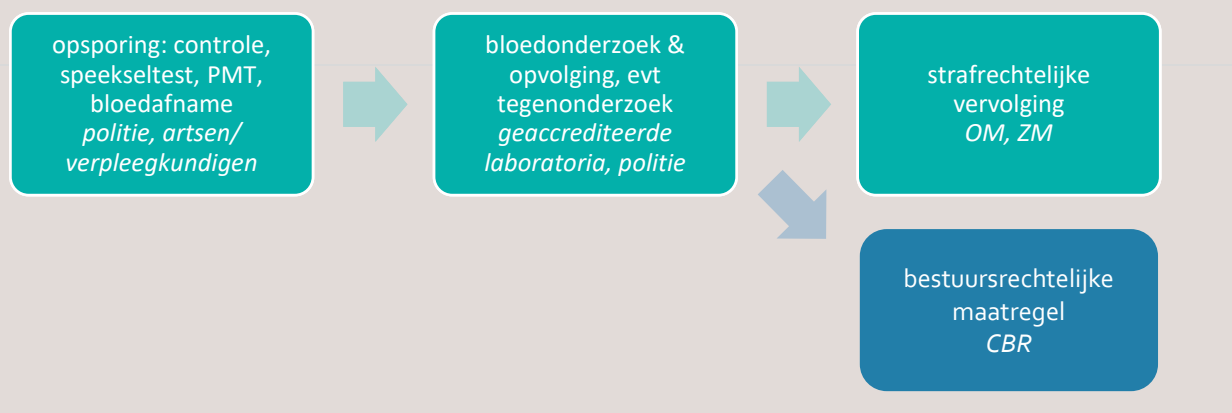 opsporing: controle,
speekseltest, PMT,
bloedafname
politie, artsen/
verpleegkundigen
bloedonderzoek &
opvolging, evt
tegenonderzoek
geaccrediteerde
laboratoria, politie
strafrechtelijke
vervolging
OM, ZM
bestuursrechtelijke
maatregel
CBR